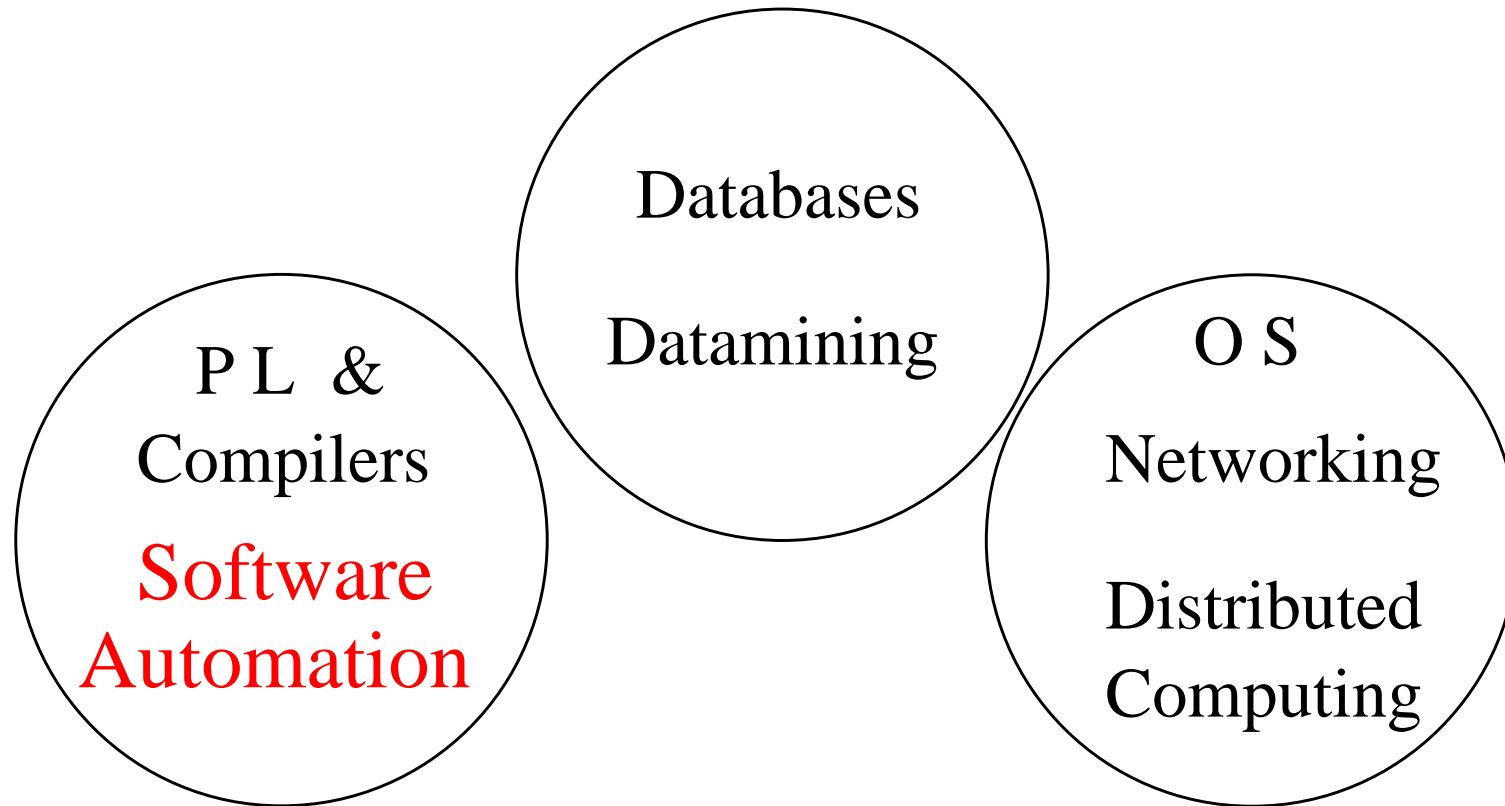 P L &
Compilers
Software
Automation
Databases
Datamining
O S
Networking
Distributed
Computing